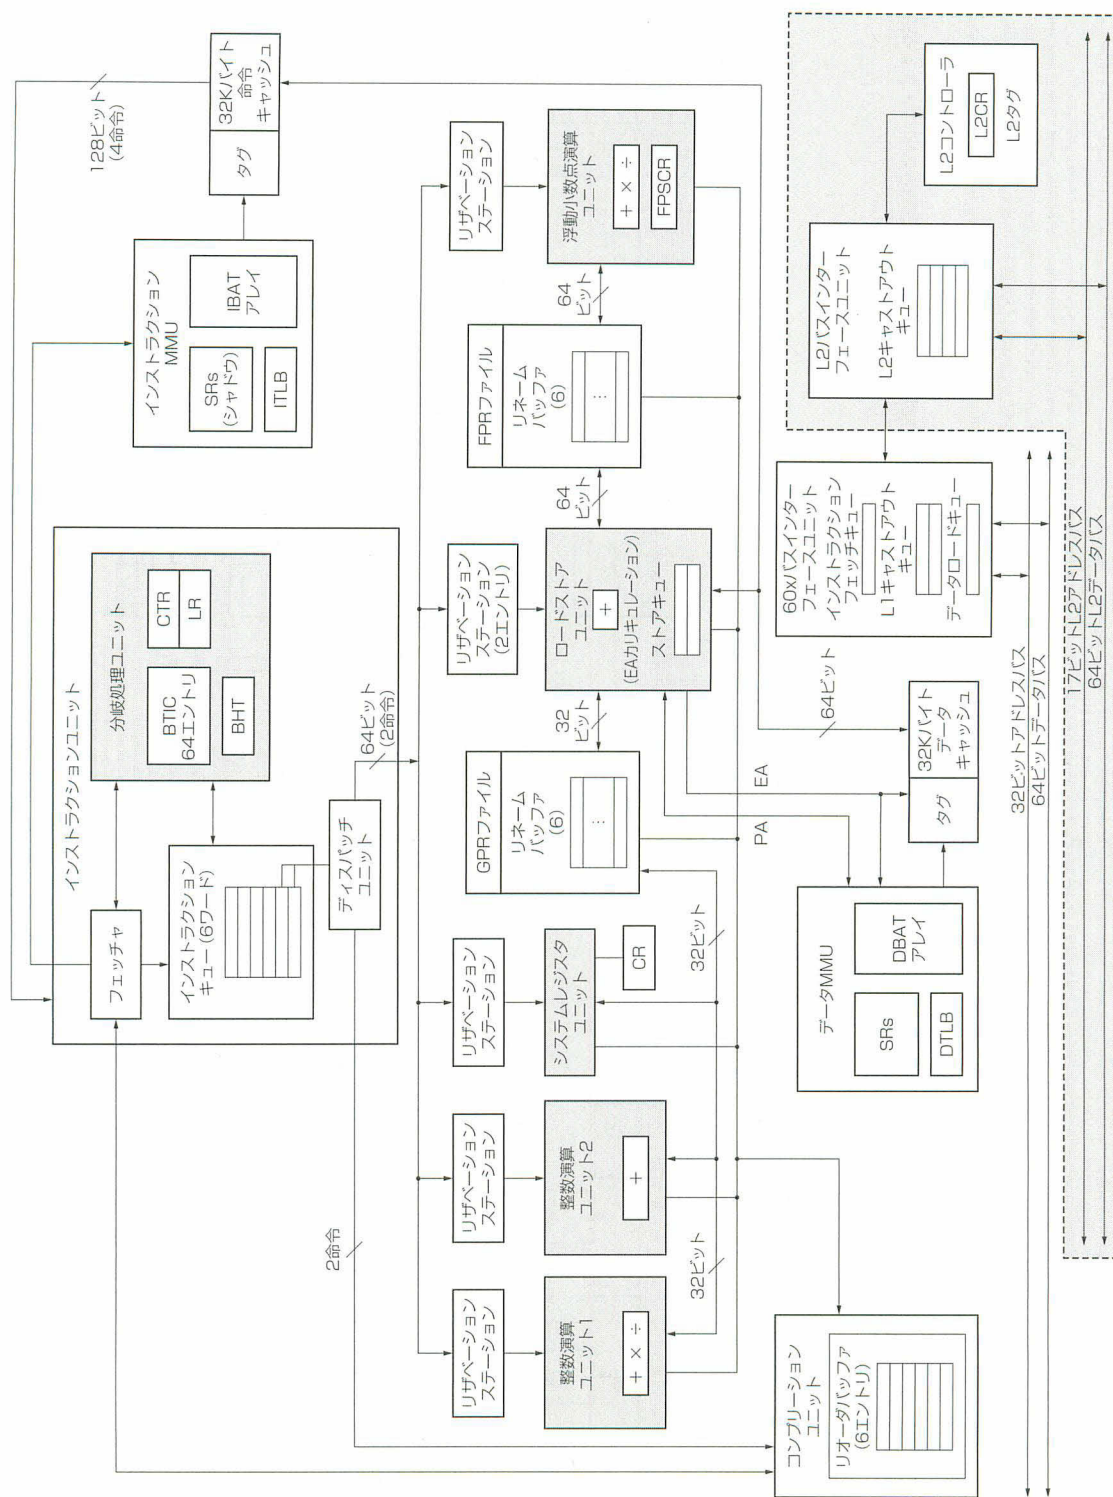 インストラクションユニット
フェッチャ
分岐処理ユニット
BTIC
64エントリ
CTR
LR
BHT
インストラクション
キュー(6ワード)
ディスパッチ
ユニット
64ビット
(2命令)
2命令
128ビット
(4命令)
インストラクション
MMU
SRs
(シャドウ)
ITLB
IBAT
アレイ
タグ
32Kバイト
命令
キャッシュ
リザベーション
ステーション
リザベーション
ステーション
リザベーション
ステーション
リザベーション
ステーション
(2エントリ)
リザベーション
ステーション
整数演算
ユニット1
+ × ÷
整数演算
ユニット2
+
システムレジスタ
ユニット
CR
GPRファイル
リネーム
バッファ
(6)
⋮
32
ビット
ロードストア
ユニット
+
(EAカリキュレーション)
ストアキュー
64
ビット
FPRファイル
リネーム
バッファ
(6)
⋮
64
ビット
浮動小数点演算
ユニット
+ × ÷
FPSCR
32ビット
32ビット
PA
EA
64ビット
コンプリーション
ユニット
リオーダバッファ
(6エントリ)
データMMU
SRs
DTLB
DBAT
アレイ
タグ
32Kバイト
データ
キャッシュ
60xバスインター
フェースユニット
インストラクション
フェッチキュー
L1キャストアウト
キュー
データロードキュー
L2バスインター
フェースユニット
L2キャストアウト
キュー
L2コントローラ
L2CR
L2タグ
32ビットアドレスバス
64ビットデータバス
17ビットL2アドレスバス
64ビットL2データバス